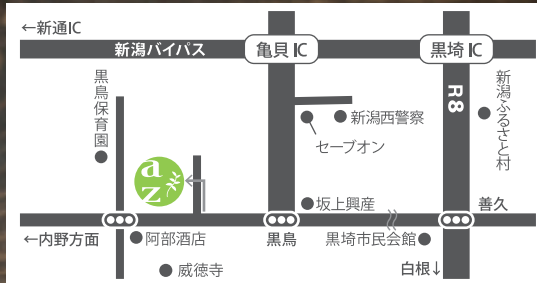 ←新通IC
新潟バイパス
亀貝 IC
黒埼 IC
黒鳥保育園
R8
新潟ふるさと村
新潟西警察
セーブオン
az
坂上興産
善久
←内野方面
阿部酒店
黒鳥
黒埼市民会館
威徳寺
白根↓